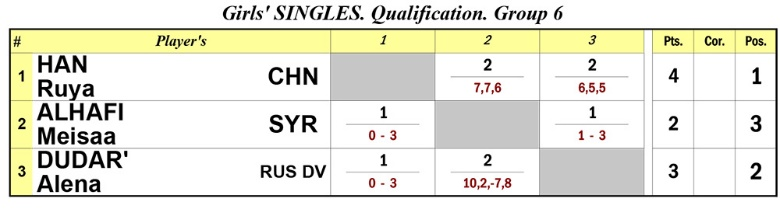 Girls' SINGLES. Qualification. Group 6
# Player's 1 2 3 Pts. Cor. Pos.
1 HAN Ruya CHN 2 7,7,6 2 6,5,5 4 1
2 ALHAFI Meisaa SYR 1 0 - 3 1 1 - 3 2 3
3 DUDAR' Alena RUS DV 1 0 - 3 2 10,2,-7,8 3 2